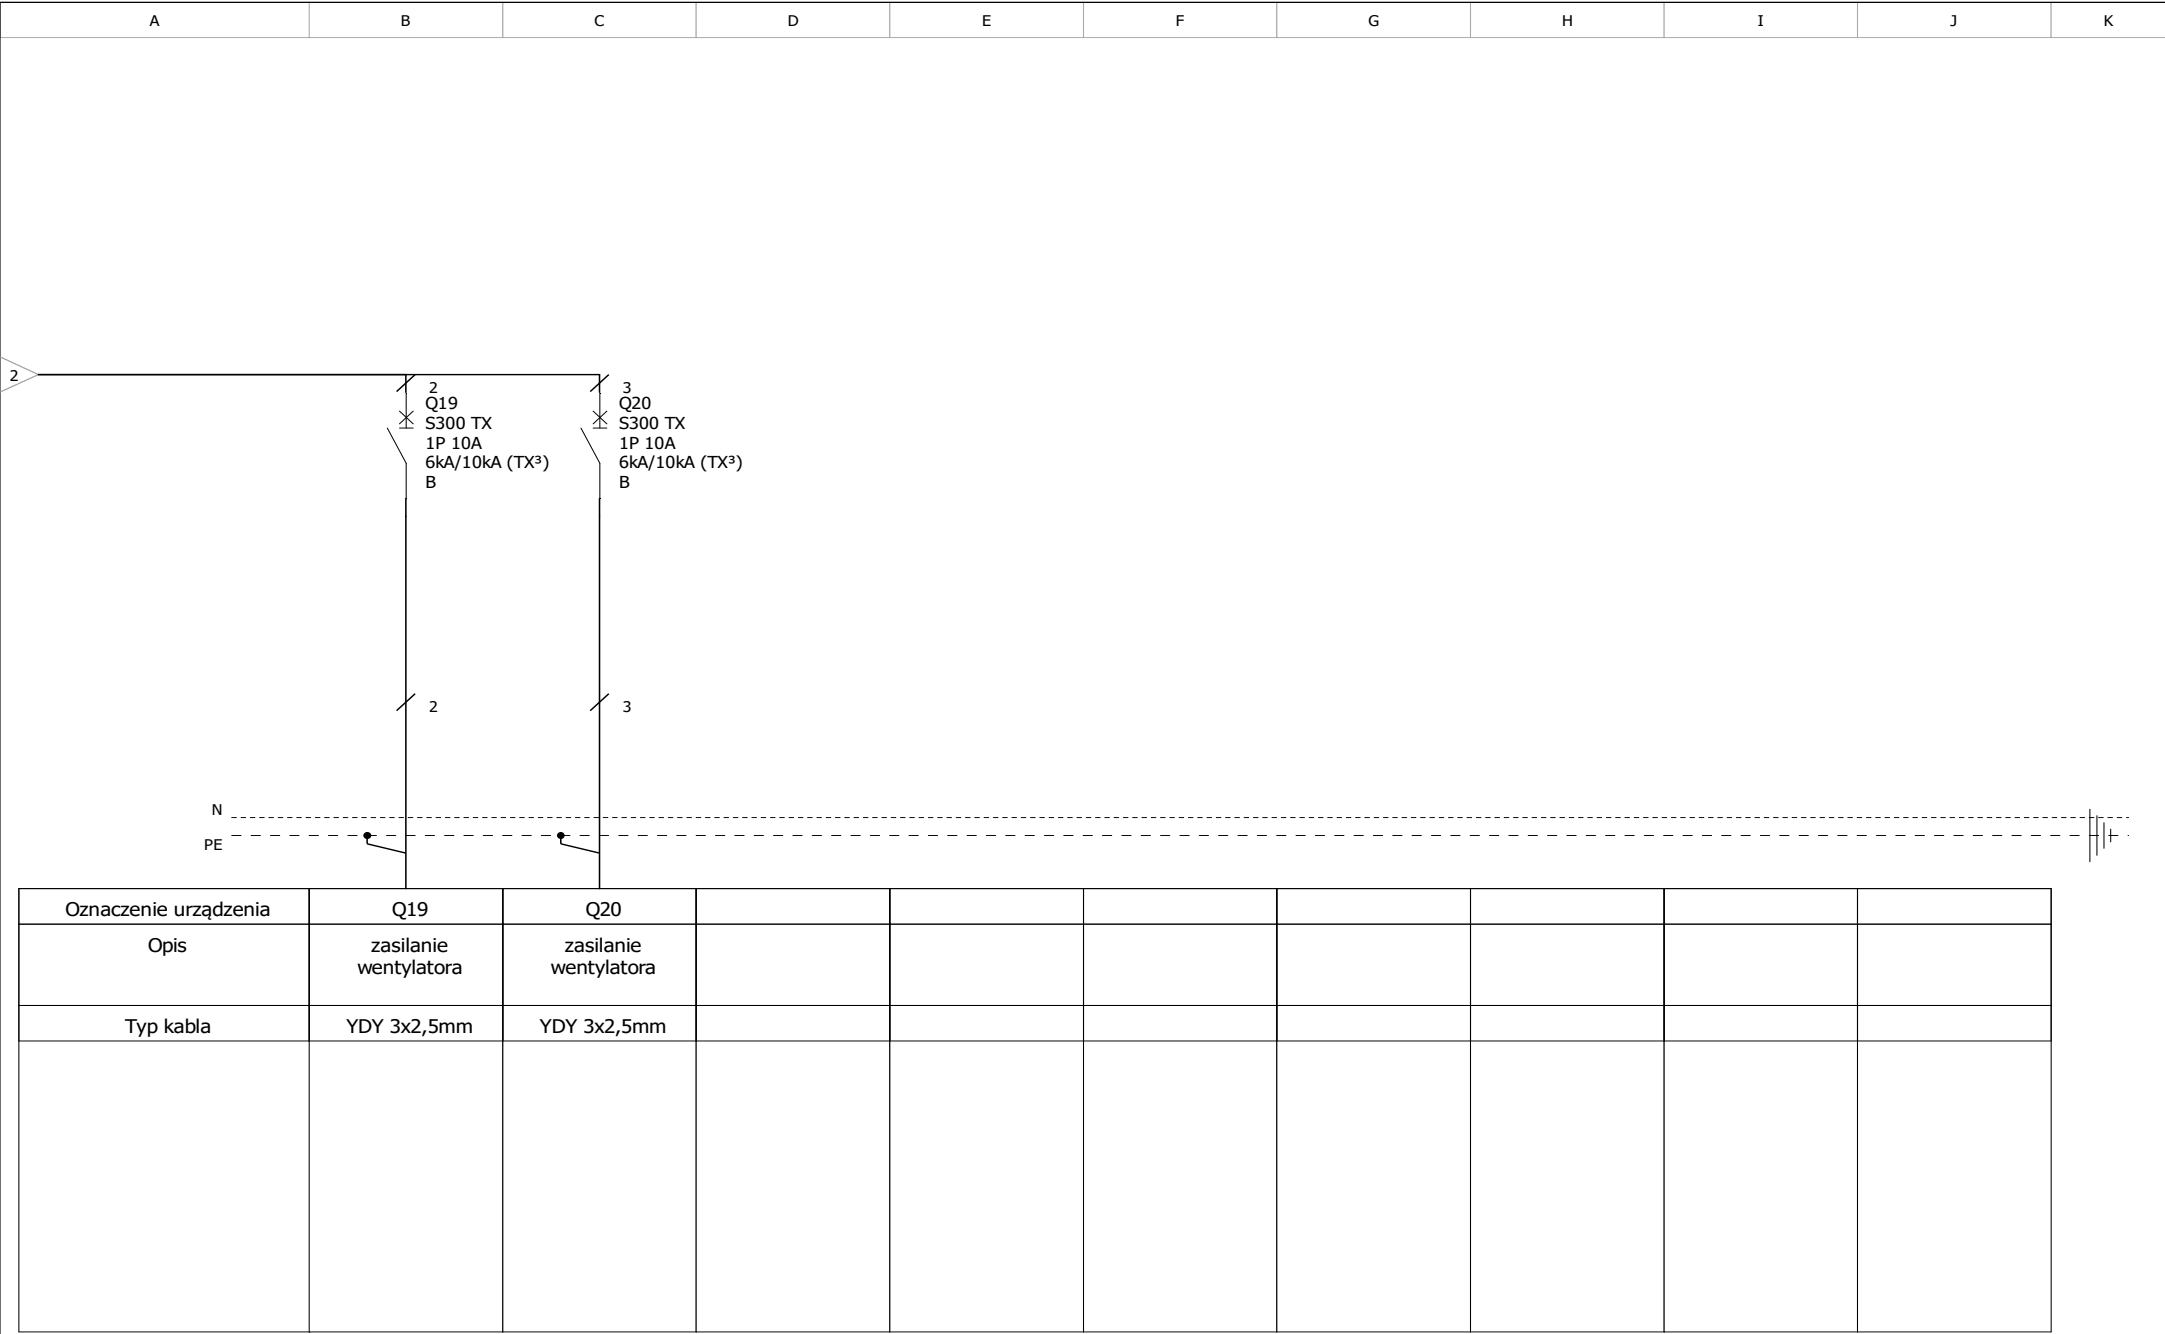 A B C D E F G H I J K
2
2 3
Q19 Q20
S300 TX S300 TX
1P 10A 1P 10A
6kA/10kA (TX³) 6kA/10kA (TX³)
B B
2 3
N
PE
Oznaczenie urządzenia Q19 Q20
Opis zasilanie zasilanie
wentylatora wentylatora
Typ kabla YDY 3x2,5mm YDY 3x2,5mm